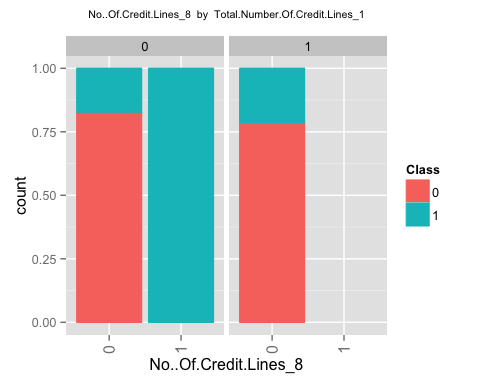 No..Of.Credit.Lines_8 by Total.Number.Of.Credit.Lines_1
0 1
1.00
0.75
0.50
0.25
0.00
count
0 1 0 1
No..Of.Credit.Lines_8
Class
0
1